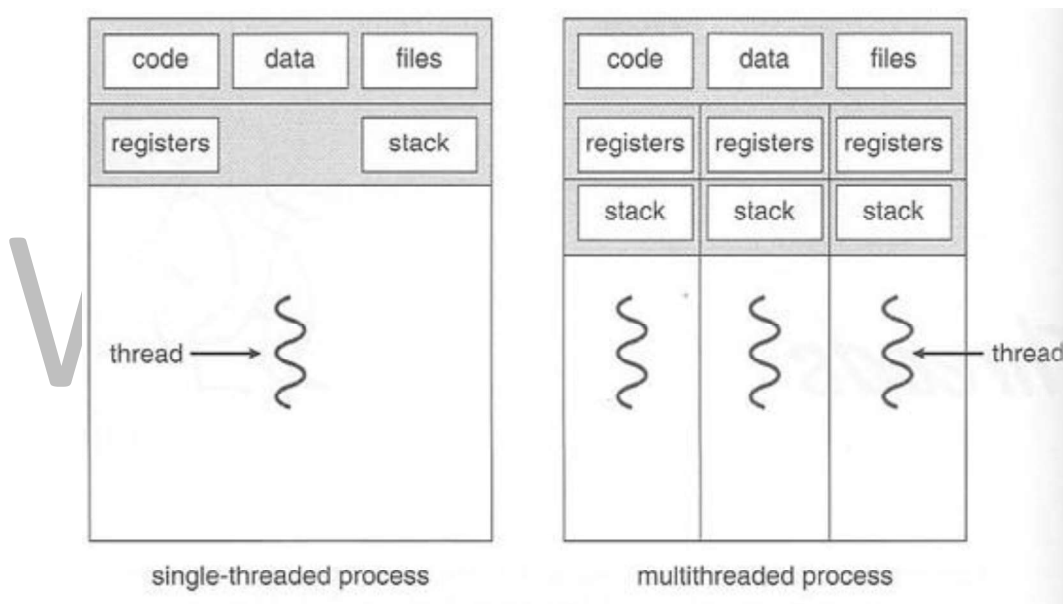 code data files
registers stack
thread
single-threaded process
code data files
registers registers registers
stack stack stack
thread
multithreaded process